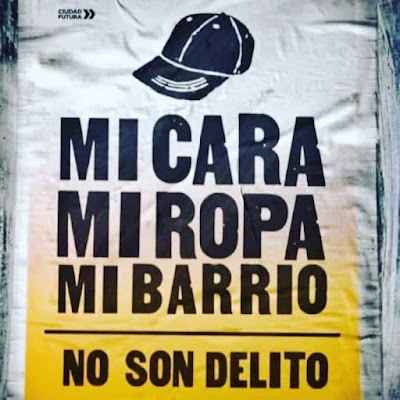 CIUDAD
FUTURA
MI CARA
MI ROPA
MI BARRIO
NO SON DELITO